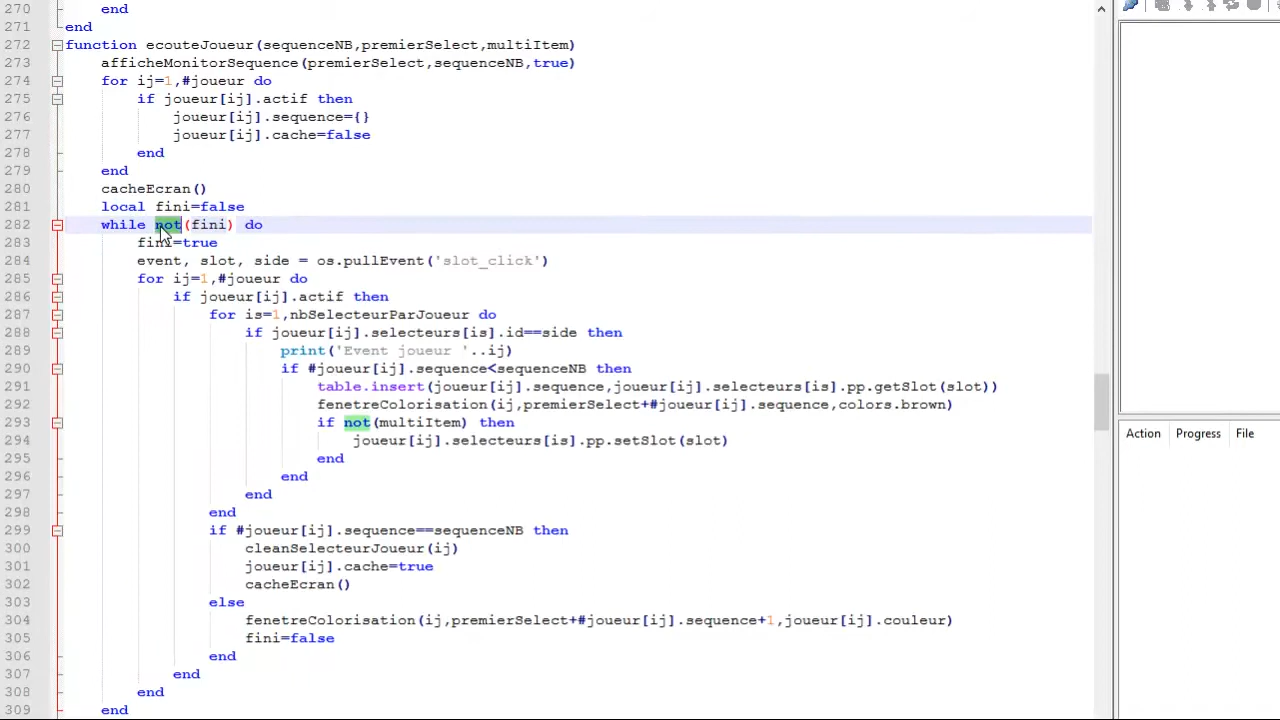 270 end
271 end
272 function ecouteJoueur(sequenceNB,premierSelect,multiItem)
273 afficheMonitorSequence(premierSelect,sequenceNB,true)
274 for ij=1,#joueur do
275 if joueur[ij].actif then
276 joueur[ij].sequence={}
277 joueur[ij].cache=false
278 end
279 end
280 cacheEcran()
281 local fini=false
282 while not(fini) do
283 fini=true
284 event, slot, side = os.pullEvent('slot_click')
285 for ij=1,#joueur do
286 if joueur[ij].actif then
287 for is=1,nbSelecteurParJoueur do
288 if joueur[ij].selecteurs[is].id==side then
289 print('Event joueur '..ij)
290 if #joueur[ij].sequence<sequenceNB then
291 table.insert(joueur[ij].sequence,joueur[ij].selecteurs[is].pp.getSlot(slot))
292 fenetreColorisation(ij,premierSelect+#joueur[ij].sequence,colors.brown)
293 if not(multiItem) then
294 joueur[ij].selecteurs[is].pp.setSlot(slot)
295 end
296 end
297 end
298 end
299 if #joueur[ij].sequence==sequenceNB then
300 cleanSelecteurJoueur(ij)
301 joueur[ij].cache=true
302 cacheEcran()
303 else
304 fenetreColorisation(ij,premierSelect+#joueur[ij].sequence+1,joueur[ij].couleur)
305 fini=false
306 end
307 end
308 end
309 end
Action Progress File